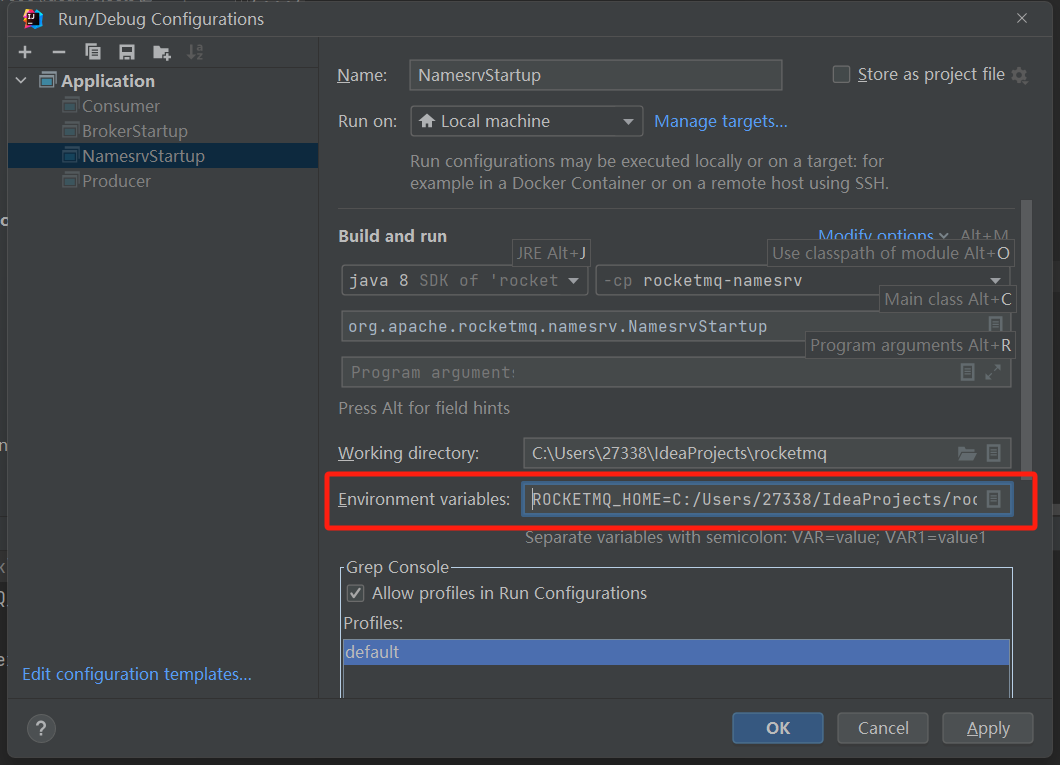 Run/Debug Configurations
Application
Consumer
BrokerStartup
NamesrvStartup
Producer
Edit configuration templates...
Name: NamesrvStartup
Store as project file
Run on: Local machine Manage targets...
Run configurations may be executed locally or on a target: for
example in a Docker Container or on a remote host using SSH.
Build and run
Modify options Alt+M
JRE Alt+J
Use classpath of module Alt+O
java 8 SDK of 'rocket
-cp rocketmq-namesrv
Main class Alt+C
org.apache.rocketmq.namesrv.NamesrvStartup
Program arguments Alt+R
Program arguments
Press Alt for field hints
Working directory: C:\Users\27338\IdeaProjects\rocketmq
Environment variables: ROCKETMQ_HOME=C:/Users/27338/IdeaProjects/roc
Separate variables with semicolon: VAR=value; VAR1=value1
Grep Console
Allow profiles in Run Configurations
Profiles:
default
?
OK
Cancel
Apply